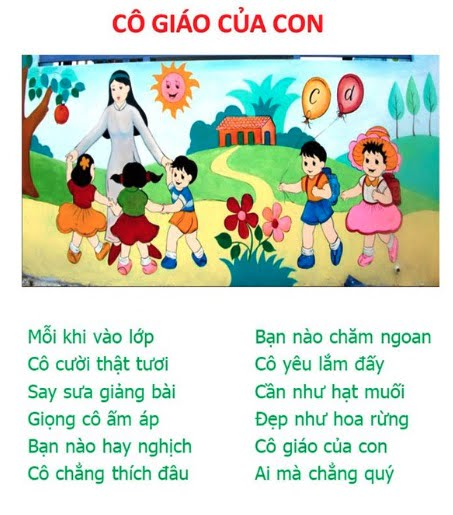 CÔ GIÁO CỦA CON
C
d
Mỗi khi vào lớp
Cô cười thật tươi
Say sưa giảng bài
Giọng cô ấm áp
Bạn nào hay nghịch
Cô chẳng thích đâu
Bạn nào chăm ngoan
Cô yêu lắm đấy
Cần như hạt muối
Đẹp như hoa rừng
Cô giáo của con
Ai mà chẳng quý